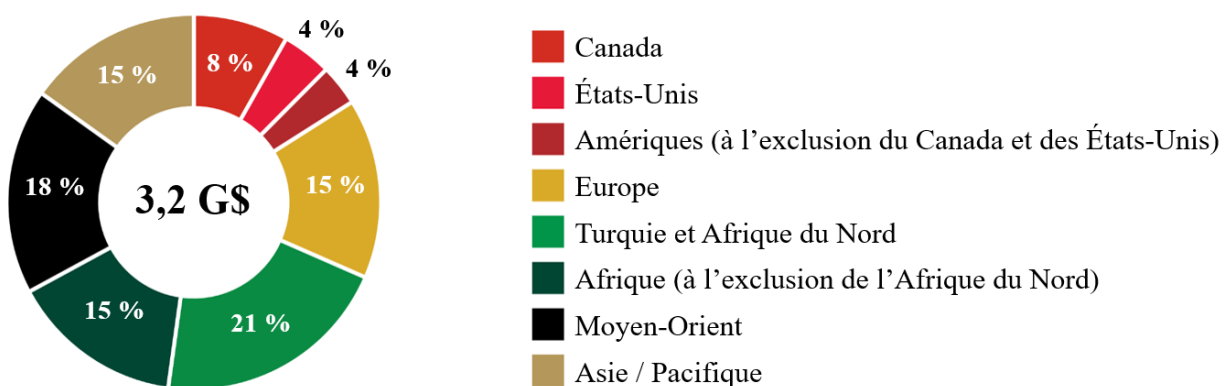 4 %
4 %
8 %
15 %
15 %
18 %
3,2 G$
15 %
21 %
Canada
États-Unis
Amériques (à l’exclusion du Canada et des États-Unis)
Europe
Turquie et Afrique du Nord
Afrique (à l’exclusion de l’Afrique du Nord)
Moyen-Orient
Asie / Pacifique